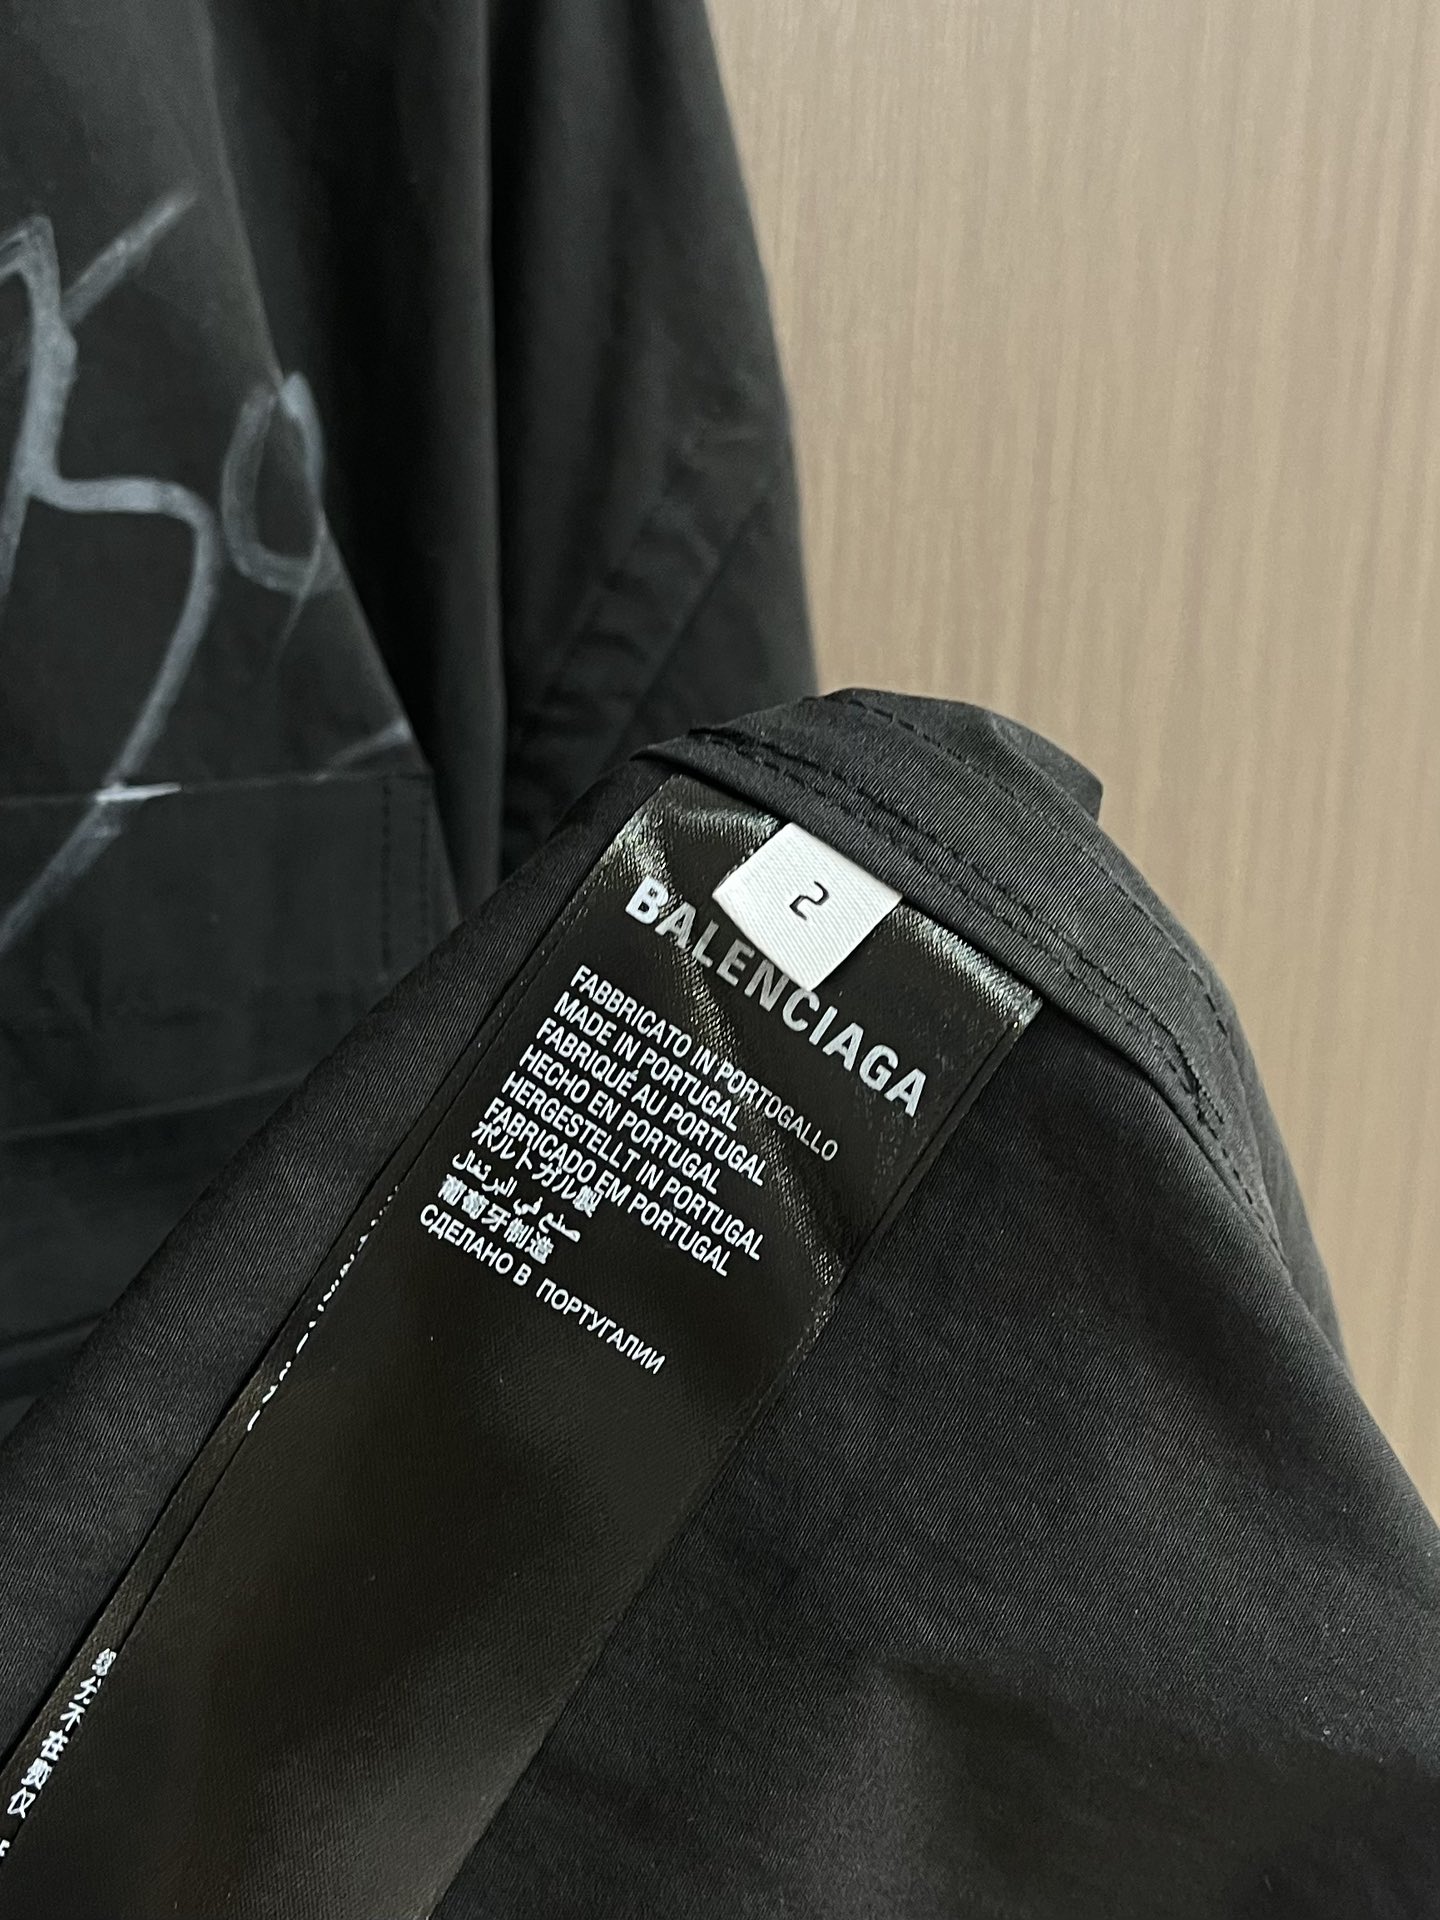 2
BALENCIAGA
FABBRICATO IN PORTOGALLO
MADE IN PORTUGAL
FABRIQUÉ AU PORTUGAL
HECHO EN PORTUGAL
HERGESTELLT IN PORTUGAL
FABRICADO EM PORTUGAL
ポルトガル製
صنع في البرتغال
葡萄牙制造
СДЕЛАНО В ПОРТУГАЛИИ